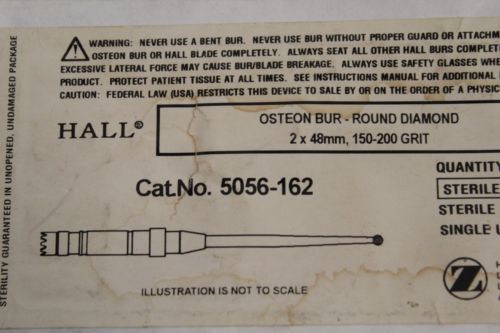 WARNING: NEVER USE A BENT BUR. NEVER USE BUR WITHOUT PROPER GUARD OR ATTACHM
OSTEON BUR OR HALL BLADE COMPLETELY. ALWAYS SEAT ALL OTHER HALL BURS COMPLET
EXCESSIVE LATERAL FORCE MAY CAUSE BUR/BLADE BREAKAGE. ALWAYS USE SAFETY GLASSES WHE
PRODUCT. PROTECT PATIENT TISSUE AT ALL TIMES. SEE INSTRUCTIONS MANUAL FOR ADDITIONAL
CAUTION: FEDERAL LAW (USA) RESTRICTS THIS DEVICE TO SALE BY OR ON THE ORDER OF A PHYSIC
HALL®
OSTEON BUR - ROUND DIAMOND
2 x 48mm, 150-200 GRIT
Cat.No. 5056-162
QUANTITY
STERILE
STERILE
SINGLE U
ILLUSTRATION IS NOT TO SCALE
Z
STERILITY GUARANTEED IN UNOPENED, UNDAMAGED PACKAGE